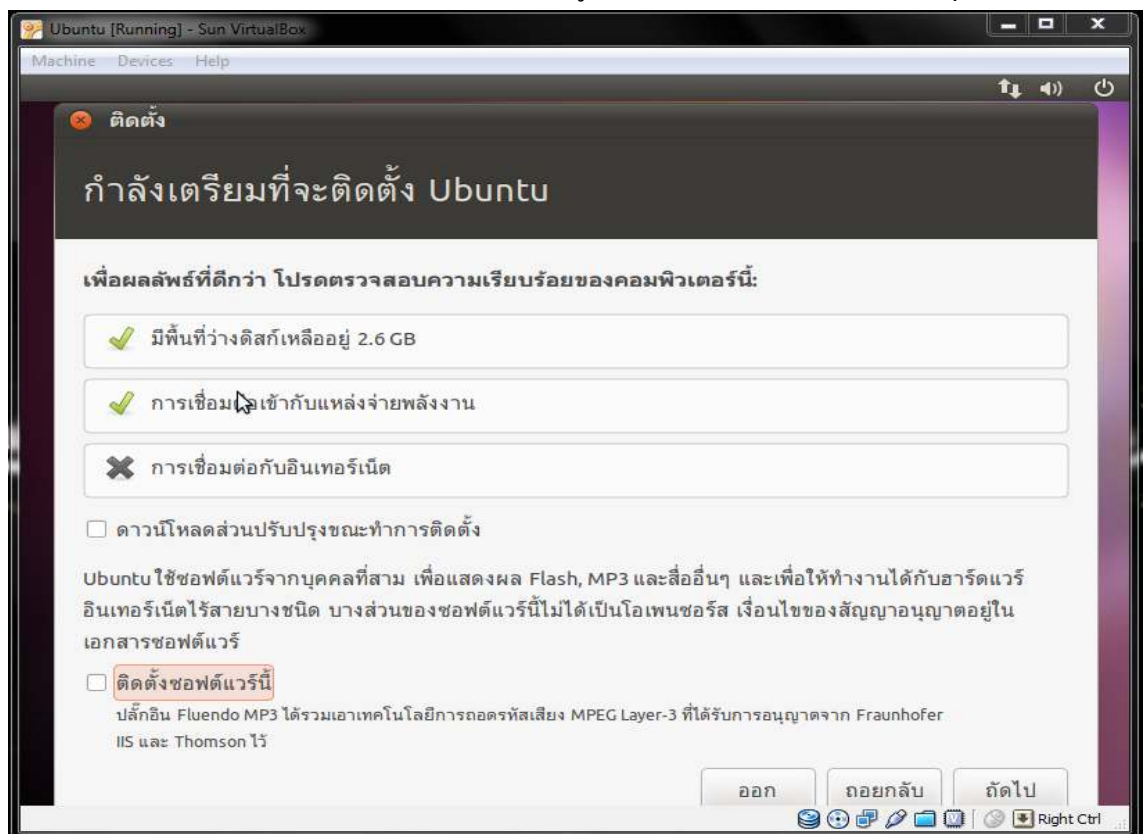 Ubuntu [Running] - Sun VirtualBox
Machine Devices Help
ติดตั้ง
กำลังเตรียมที่จะติดตั้ง Ubuntu
เพื่อผลลัพธ์ที่ดีกว่า โปรดตรวจสอบความเรียบร้อยของคอมพิวเตอร์นี้:
มีพื้นที่ว่างดิสก์เหลืออยู่ 2.6 GB
การเชื่อมต่อเข้ากับแหล่งจ่ายพลังงาน
การเชื่อมต่อกับอินเทอร์เน็ต
ดาวน์โหลดส่วนปรับปรุงขณะทำการติดตั้ง
Ubuntu ใช้ซอฟต์แวร์จากบุคคลที่สาม เพื่อแสดงผล Flash, MP3 และสื่ออื่นๆ และเพื่อให้ทำงานได้กับฮาร์ดแวร์
อินเทอร์เน็ตไร้สายบางชนิด บางส่วนของซอฟต์แวร์นี้ไม่ได้เป็นโอเพนซอร์ส เงื่อนไขของสัญญาอนุญาตอยู่ใน
เอกสารซอฟต์แวร์
ติดตั้งซอฟต์แวร์นี้
ปลั๊กอิน Fluendo MP3 ได้รวมเอาเทคโนโลยีการถอดรหัสเสียง MPEG Layer-3 ที่ได้รับการอนุญาตจาก Fraunhofer
IIS และ Thomson ไว้
ออก ถอยกลับ ถัดไป
Right Ctrl